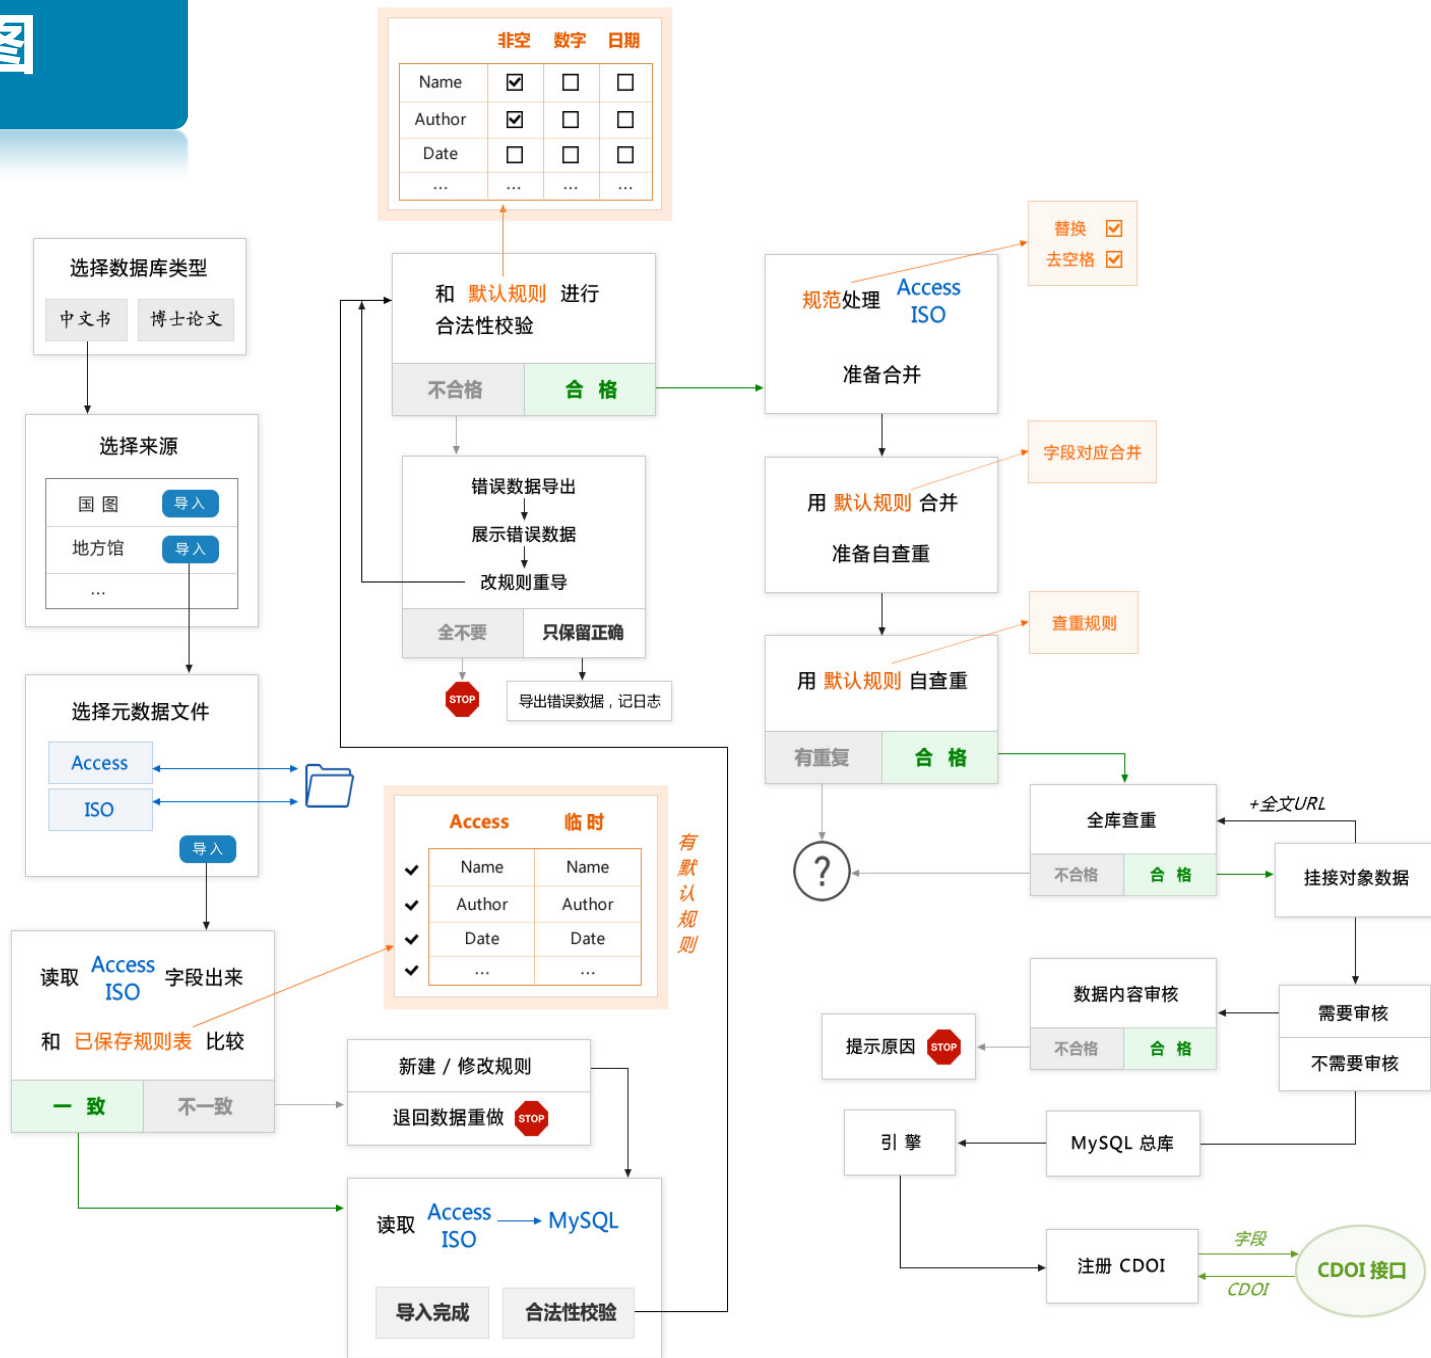 图
非空 数字 日期
Name
Author
Date
... ... ... ...
选择数据库类型
中文书 博士论文
选择来源
国 图 导入
地方馆 导入
...
选择元数据文件
Access
ISO
导入
读取 Access ISO 字段出来
和 已保存规则表 比较
一 致 不一致
和 默认规则 进行
合法性校验
不合格 合 格
错误数据导出
展示错误数据
改规则重导
全不要 只保留正确
STOP
导出错误数据，记日志
Access 临时
Name Name
Author Author
Date Date
... ...
有默认规则
新建 / 修改规则
退回数据重做 STOP
读取 Access ISO MySQL
导入完成 合法性校验
规范处理 Access ISO
准备合并
替换
去空格
用 默认规则 合并
准备自查重
字段对应合并
用 默认规则 自查重
有重复 合 格
查重规则
?
全库查重
不合格 合 格
+全文URL
挂接对象数据
需要审核
不需要审核
数据内容审核
不合格 合 格
提示原因 STOP
MySQL 总库
引 擎
注册 CDOI
字段
CDOI
CDOI 接口